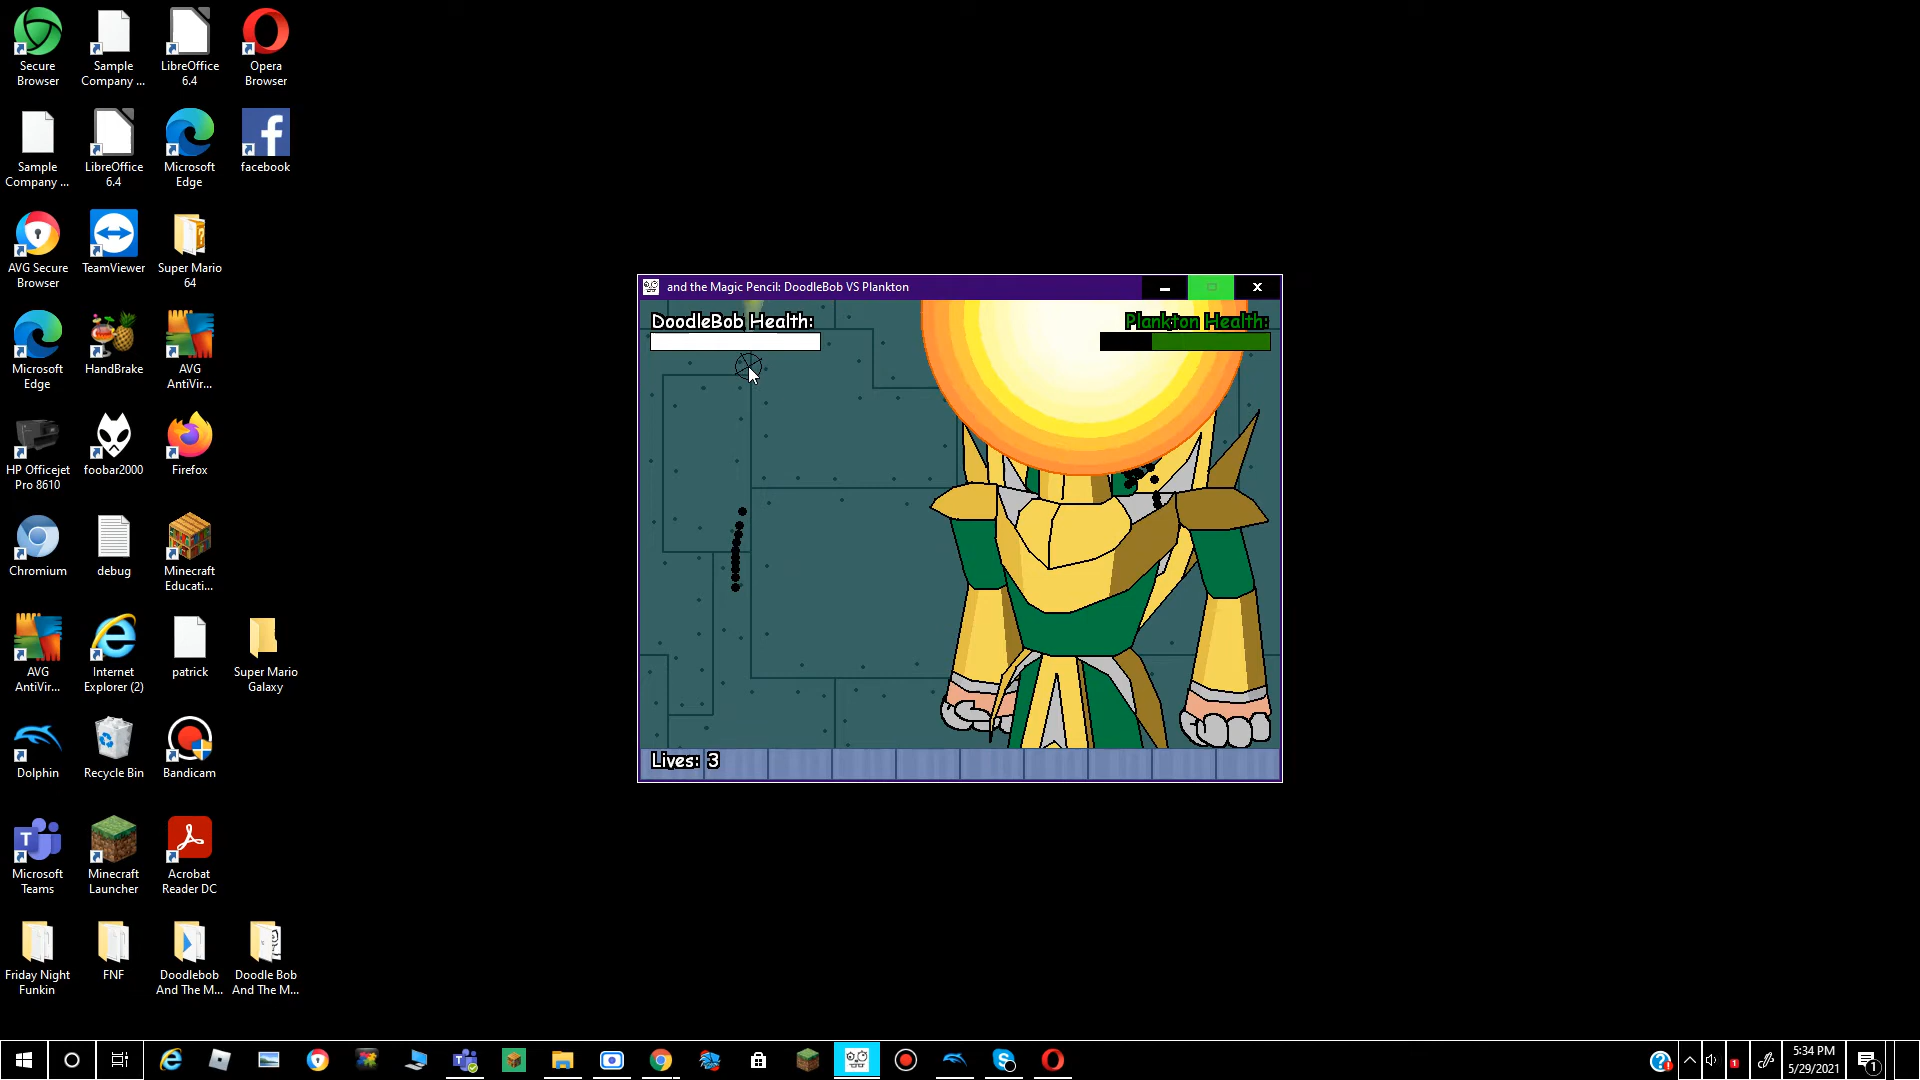 Secure
Browser
Sample
Company ...
LibreOffice
6.4
Opera
Browser
Sample
Company ...
LibreOffice
6.4
Microsoft
Edge
facebook
AVG Secure
Browser
TeamViewer
Super Mario
64
Microsoft
Edge
HandBrake
AVG
AntiVir...
HP Officejet
Pro 8610
foobar2000
Firefox
Chromium
debug
Minecraft
Educati...
AVG
AntiVir...
Internet
Explorer (2)
patrick
Super Mario
Galaxy
Dolphin
Recycle Bin
Bandicam
Microsoft
Teams
Minecraft
Launcher
Acrobat
Reader DC
Friday Night
Funkin
FNF
Doodlebob
And The M...
Doodle Bob
And The M...
and the Magic Pencil: DoodleBob VS Plankton
DoodleBob Health:
Plankton Health:
Lives: 3
5:34 PM
5/29/2021
1
1